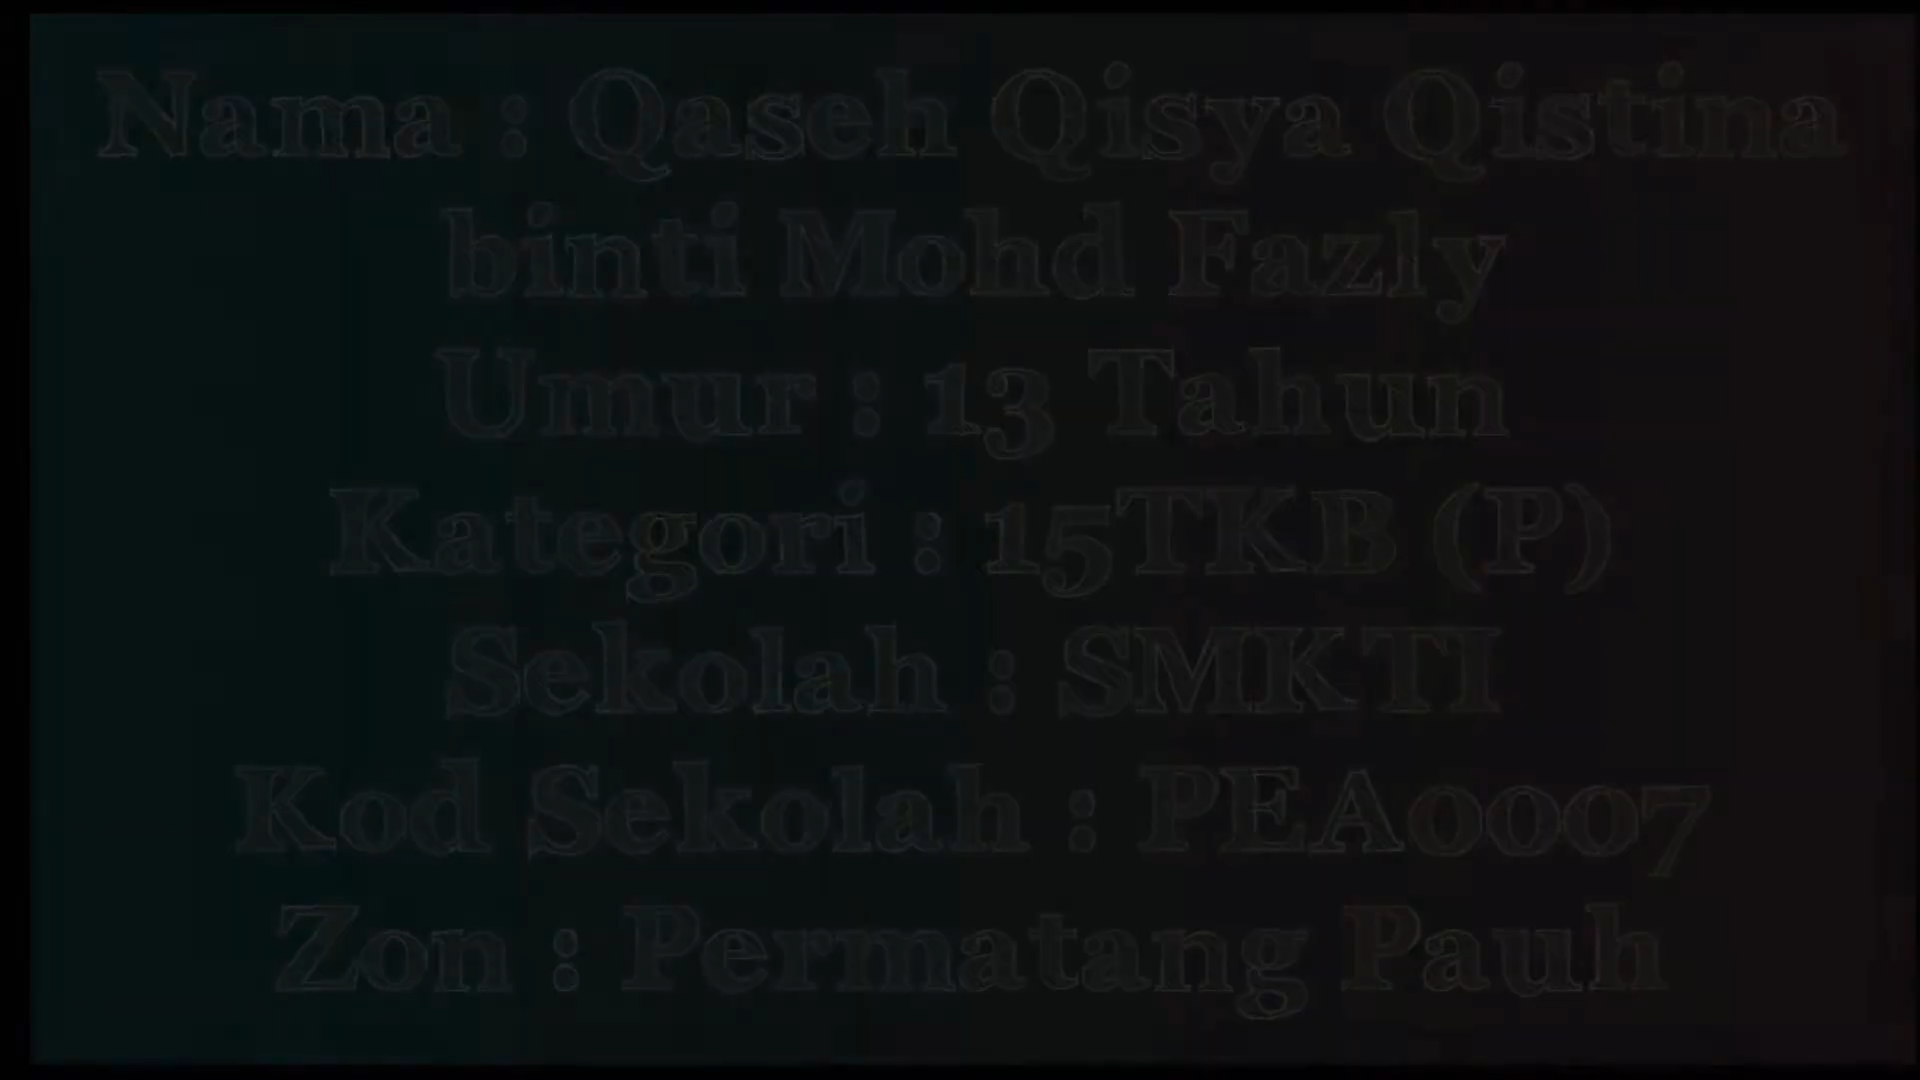 Nama : Qaseh Qisya Qistina
binti Mohd Fazly
Umur : 13 Tahun
Kategori : 15TKB (P)
Sekolah : SMKTI
Kod Sekolah : PEA0007
Zon : Permatang Pauh